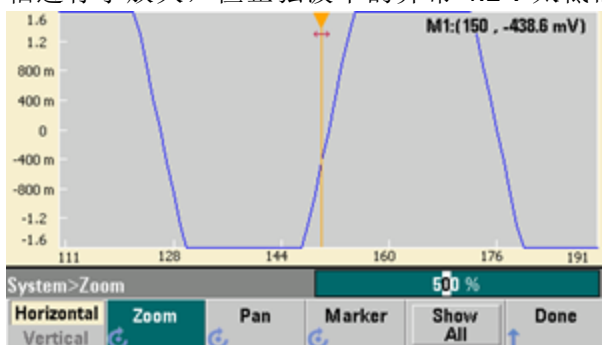 M1:(150 , -438.6 mV)
1.6
1.2
800 m
400 m
0
-400 m
-800 m
-1.2
-1.6
111 128 144 160 176 191
System>Zoom
500 %
Horizontal
Vertical
Zoom
Pan
Marker
Show
All
Done